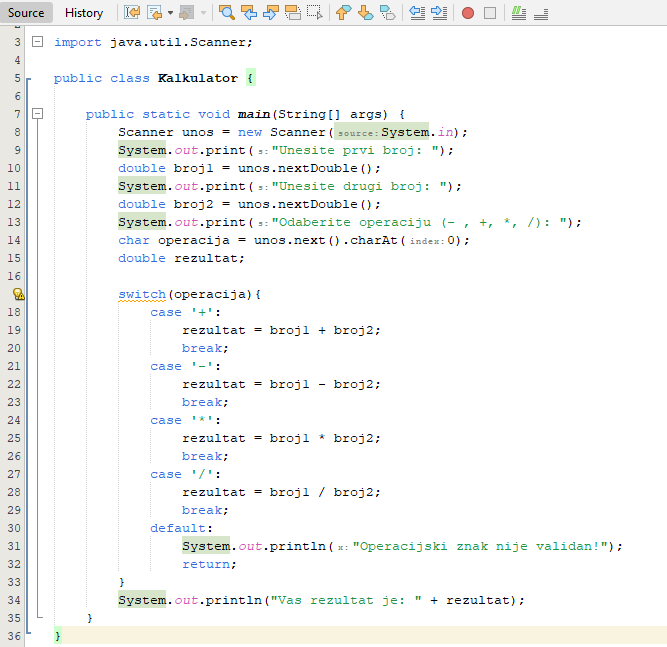 Source History
2
3 import java.util.Scanner;
4
5 public class Kalkulator {
6
7 public static void main(String[] args) {
8 Scanner unos = new Scanner(source:System.in);
9 System.out.print(s:"Unesite prvi broj: ");
10 double broj1 = unos.nextDouble();
11 System.out.print(s:"Unesite drugi broj: ");
12 double broj2 = unos.nextDouble();
13 System.out.print(s:"Odaberite operaciju (- , +, *, /): ");
14 char operacija = unos.next().charAt(index:0);
15 double rezultat;
16
switch(operacija){
18 case '+':
19 rezultat = broj1 + broj2;
20 break;
21 case '-':
22 rezultat = broj1 - broj2;
23 break;
24 case '*':
25 rezultat = broj1 * broj2;
26 break;
27 case '/':
28 rezultat = broj1 / broj2;
29 break;
30 default:
31 System.out.println(x:"Operacijski znak nije validan!");
32 return;
33 }
34 System.out.println("Vas rezultat je: " + rezultat);
35 }
36 }